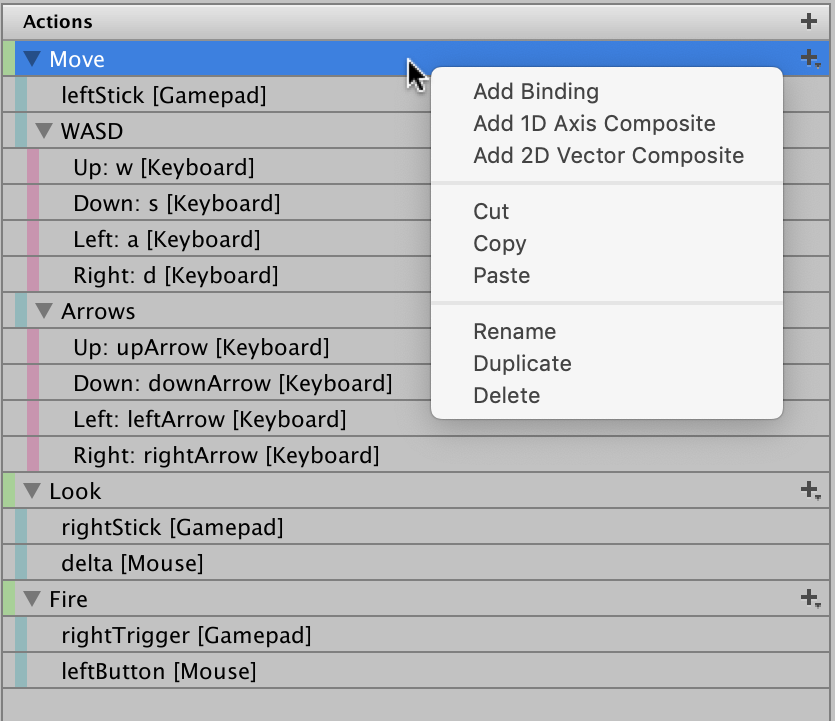 Actions
Move
leftStick [Gamepad]
WASD
Up: w [Keyboard]
Down: s [Keyboard]
Left: a [Keyboard]
Right: d [Keyboard]
Arrows
Up: upArrow [Keyboard]
Down: downArrow [Keyboard]
Left: leftArrow [Keyboard]
Right: rightArrow [Keyboard]
Look
rightStick [Gamepad]
delta [Mouse]
Fire
rightTrigger [Gamepad]
leftButton [Mouse]
Add Binding
Add 1D Axis Composite
Add 2D Vector Composite
Cut
Copy
Paste
Rename
Duplicate
Delete